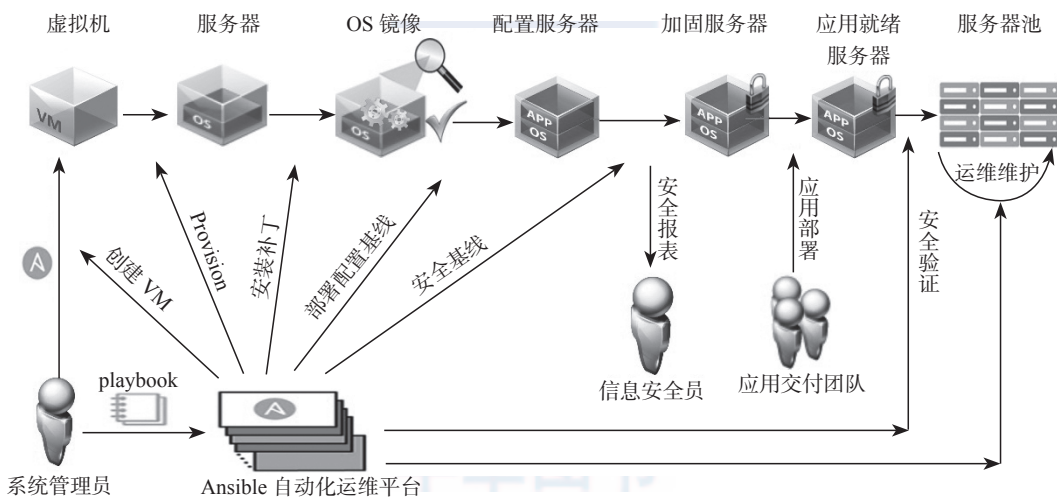 虚拟机
服务器
OS 镜像
配置服务器
加固服务器
应用就绪
服务器
服务器池
VM
OS
OS
APP
OS
APP
OS
APP
OS
运维维护
创建 VM
Provision
安装补丁
部署配置基线
安全基线
安全报表
应用部署
安全验证
信息安全员
应用交付团队
playbook
A
A
系统管理员
Ansible 自动化运维平台